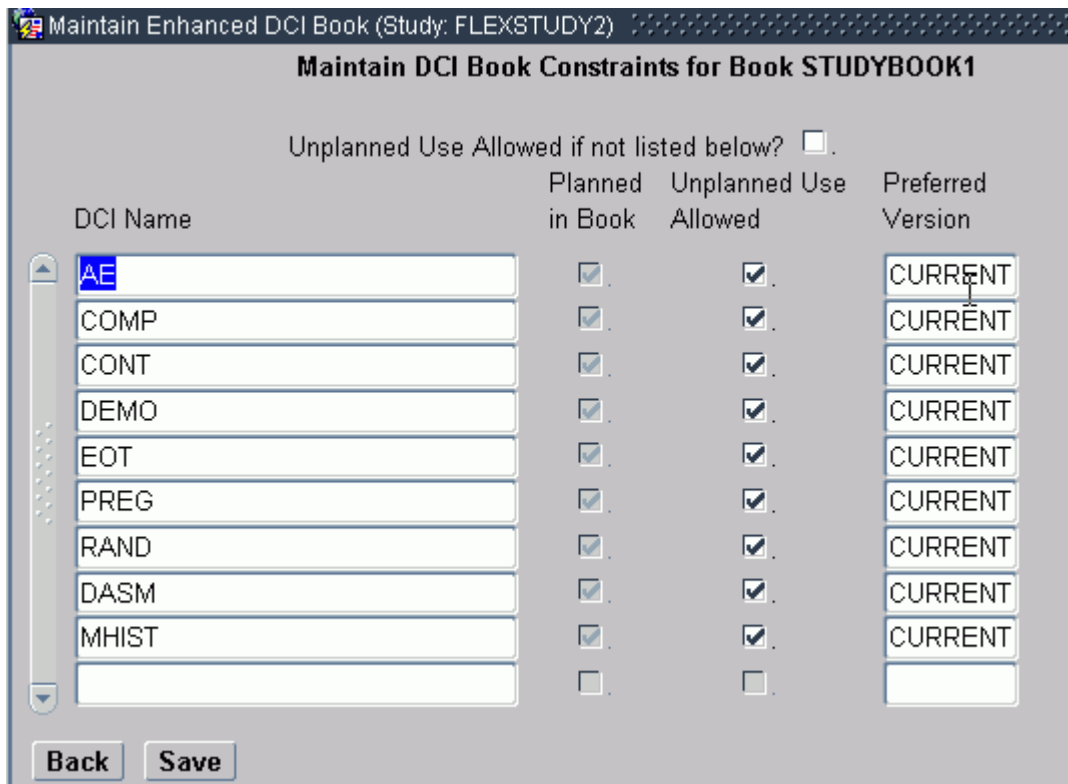 Maintain Enhanced DCI Book (Study: FLEXSTUDY2)
Maintain DCI Book Constraints for Book STUDYBOOK1
Unplanned Use Allowed if not listed below? .
Planned Unplanned Use Preferred
DCI Name in Book Allowed Version
AE . . CURRENT
COMP . . CURRENT
CONT . . CURRENT
DEMO . . CURRENT
EOT . . CURRENT
PREG . . CURRENT
RAND . . CURRENT
DASM . . CURRENT
MHIST . . CURRENT
. .
Back Save